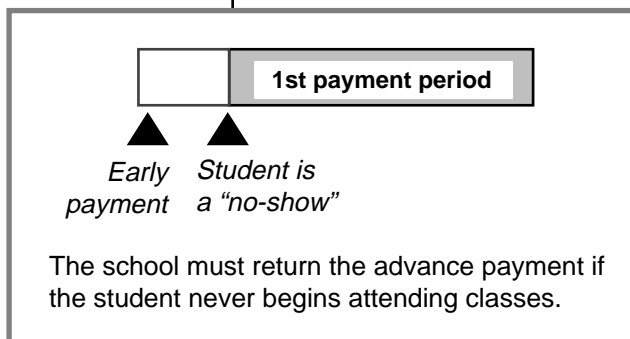 1st payment period
Early Student is
payment a “no-show”
The school must return the advance payment if
the student never begins attending classes.